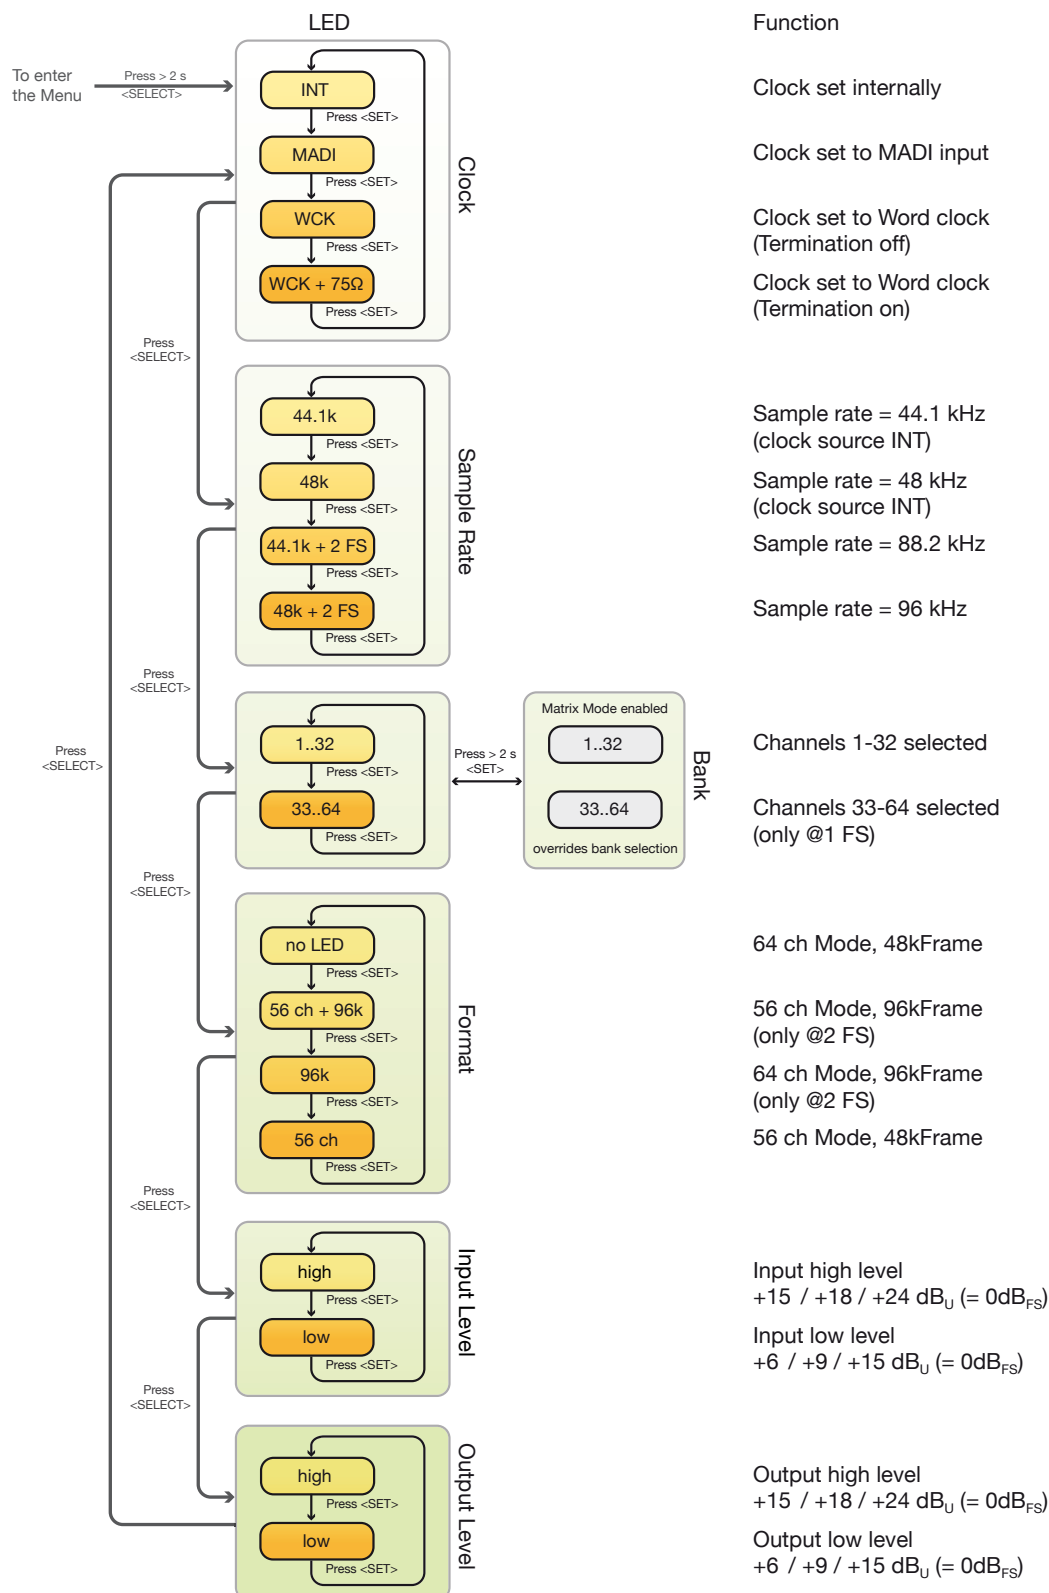 LED
Function
To enter
the Menu
Press > 2 s
<SELECT>
INT
Press <SET>
Clock set internally
MADI
Press <SET>
Clock set to MADI input
WCK
Press <SET>
Clock set to Word clock
(Termination off)
WCK + 75Ω
Press <SET>
Clock set to Word clock
(Termination on)
Clock
Press
<SELECT>
44.1k
Press <SET>
Sample rate = 44.1 kHz
(clock source INT)
48k
Press <SET>
Sample rate = 48 kHz
(clock source INT)
44.1k + 2 FS
Press <SET>
Sample rate = 88.2 kHz
48k + 2 FS
Press <SET>
Sample rate = 96 kHz
Sample Rate
Press
<SELECT>
Press
<SELECT>
1..32
Press <SET>
33..64
Press <SET>
Press > 2 s
<SET>
Matrix Mode enabled
1..32
33..64
overrides bank selection
Bank
Channels 1-32 selected
Channels 33-64 selected
(only @1 FS)
Press
<SELECT>
no LED
Press <SET>
64 ch Mode, 48kFrame
56 ch + 96k
Press <SET>
56 ch Mode, 96kFrame
(only @2 FS)
96k
Press <SET>
64 ch Mode, 96kFrame
(only @2 FS)
56 ch
Press <SET>
56 ch Mode, 48kFrame
Format
Press
<SELECT>
high
Press <SET>
Input high level
+15 / +18 / +24 dBU (= 0dBFS)
low
Press <SET>
Input low level
+6 / +9 / +15 dBU (= 0dBFS)
Input Level
Press
<SELECT>
high
Press <SET>
Output high level
+15 / +18 / +24 dBU (= 0dBFS)
low
Press <SET>
Output low level
+6 / +9 / +15 dBU (= 0dBFS)
Output Level